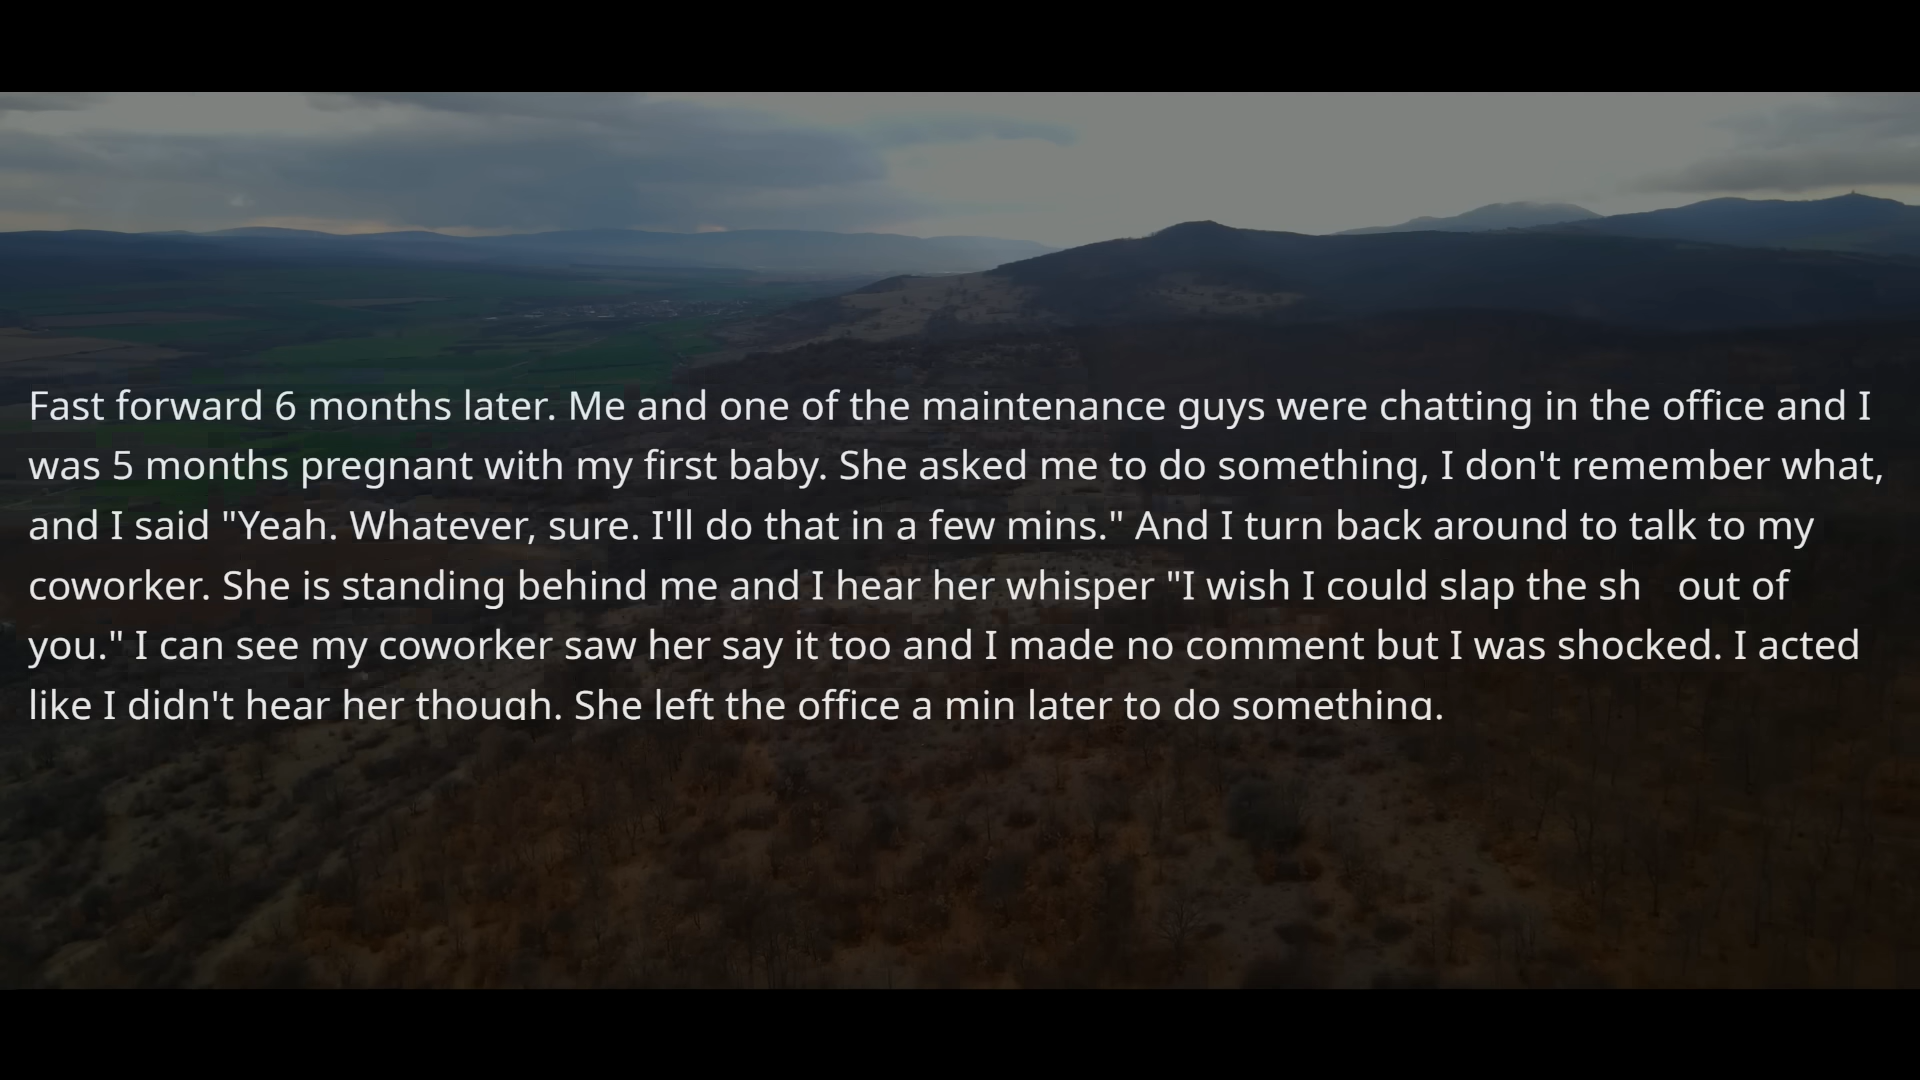 Fast forward 6 months later. Me and one of the maintenance guys were chatting in the office and I
was 5 months pregnant with my first baby. She asked me to do something, I don't remember what,
and I said "Yeah. Whatever, sure. I'll do that in a few mins." And I turn back around to talk to my
coworker. She is standing behind me and I hear her whisper "I wish I could slap the sh out of
you." I can see my coworker saw her say it too and I made no comment but I was shocked. I acted
like I didn't hear her though. She left the office a min later to do something.